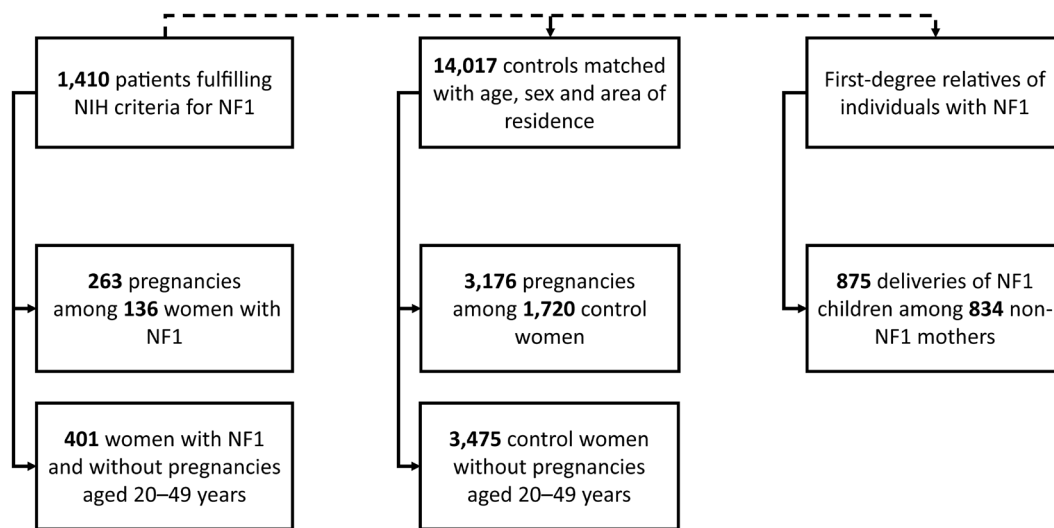 1,410 patients fulfilling
NIH criteria for NF1
14,017 controls matched
with age, sex and area of
residence
First-degree relatives of
individuals with NF1
263 pregnancies
among 136 women with
NF1
3,176 pregnancies
among 1,720 control
women
875 deliveries of NF1
children among 834 non-
NF1 mothers
401 women with NF1
and without pregnancies
aged 20–49 years
3,475 control women
without pregnancies
aged 20–49 years